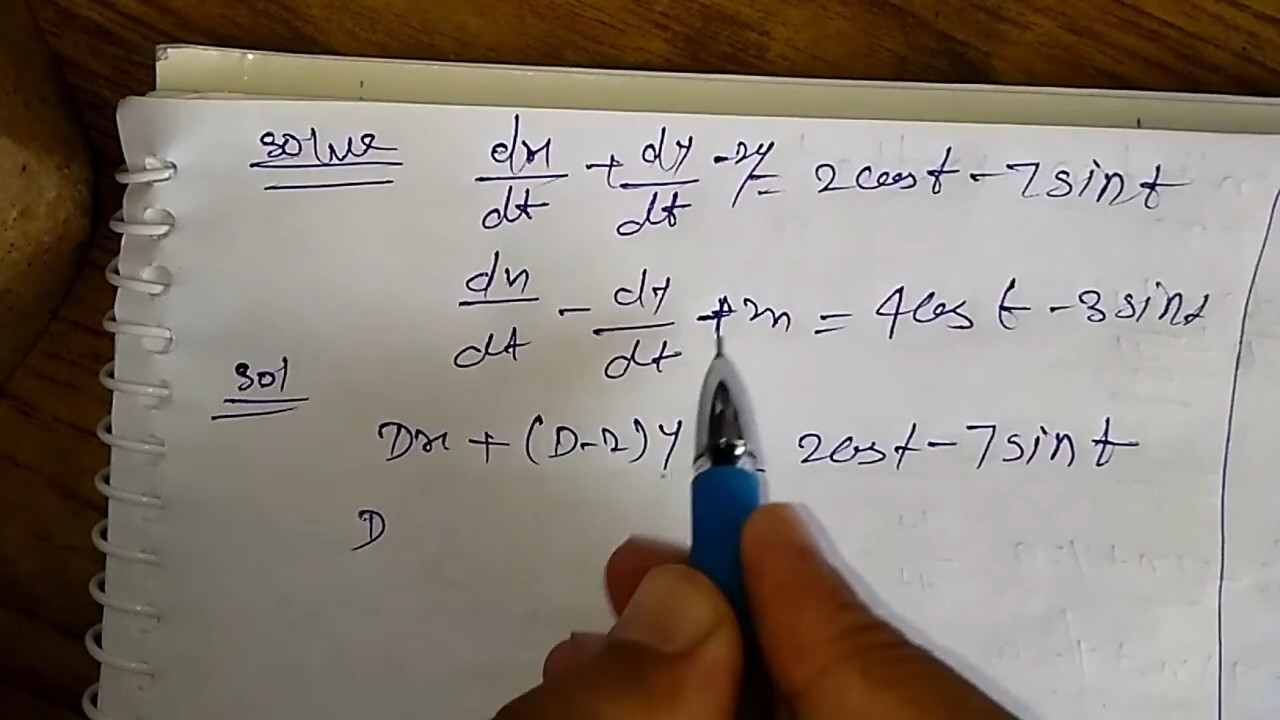 solve dx/dt + dy/dt - 2y = 2cost - 7sint
dx/dt - dy/dt + 2x = 4cost - 3sint
sol
Dx + (D-2)y = 2cost - 7sint
D